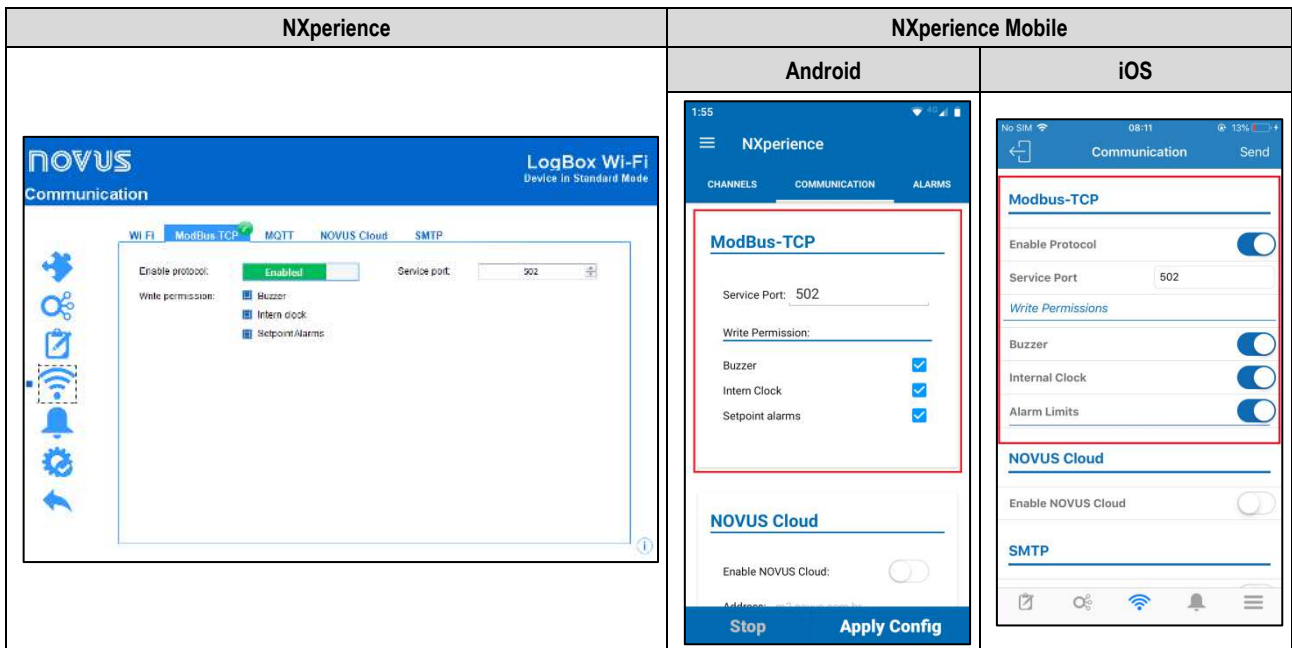 NXperience
NXperience Mobile
Android
iOS
novus
LogBox Wi-Fi
Device in Standard Mode
Communication
Wi Fi
ModBus-TCP
MQTT
NOVUS Cloud
SMTP
Enable protocol:
Enabled
Service port:
502
Write permission:
Buzzer
Intern clock
Setpoint/Alarms
1:55
4G
NXperience
CHANNELS
COMMUNICATION
ALARMS
ModBus-TCP
Service Port: 502
Write Permission:
Buzzer
Intern Clock
Setpoint alarms
NOVUS Cloud
Enable NOVUS Cloud:
Address:
Stop
Apply Config
No SIM
08:11
13%
Communication
Send
Modbus-TCP
Enable Protocol
Service Port
502
Write Permissions
Buzzer
Internal Clock
Alarm Limits
NOVUS Cloud
Enable NOVUS Cloud
SMTP